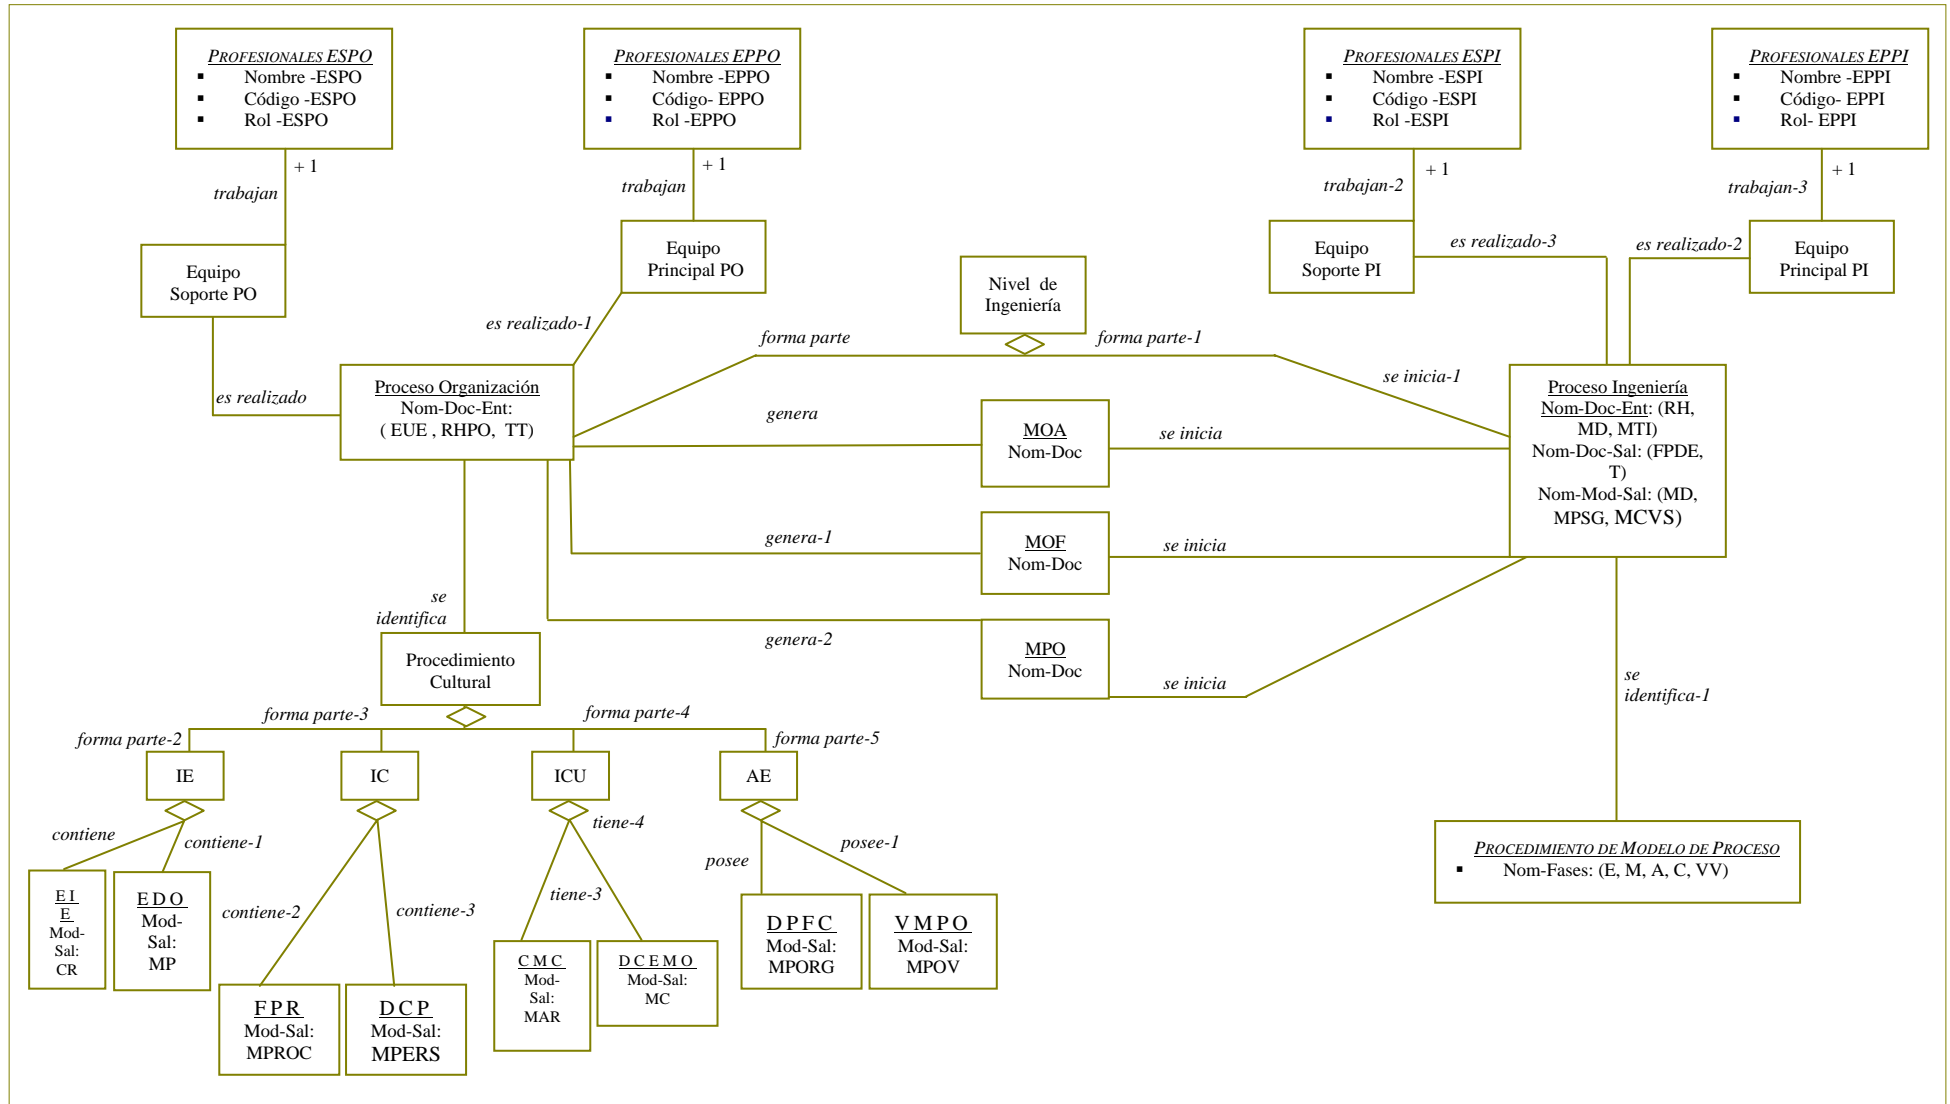 PROFESIONALES ESPO
▪ Nombre -ESPO
▪ Código -ESPO
▪ Rol -ESPO
PROFESIONALES EPPO
▪ Nombre -EPPO
▪ Código- EPPO
▪ Rol -EPPO
PROFESIONALES ESPI
▪ Nombre -ESPI
▪ Código -ESPI
▪ Rol -ESPI
PROFESIONALES EPPI
▪ Nombre -EPPI
▪ Código- EPPI
▪ Rol- EPPI
+ 1
trabajan
+ 1
trabajan
+ 1
trabajan-2
+ 1
trabajan-3
Equipo
Soporte PO
Equipo
Principal PO
Equipo
Soporte PI
Equipo
Principal PI
es realizado-3
es realizado-2
Nivel de
Ingeniería
es realizado-1
forma parte
forma parte-1
es realizado
Proceso Organización
Nom-Doc-Ent:
( EUE , RHPO, TT)
se inicia-1
Proceso Ingeniería
Nom-Doc-Ent: (RH,
MD, MTI)
Nom-Doc-Sal: (FPDE,
T)
Nom-Mod-Sal: (MD,
MPSG, MCVS)
genera
MOA
Nom-Doc
se inicia
genera-1
MOF
Nom-Doc
se inicia
genera-2
MPO
Nom-Doc
se inicia
se
identifica
Procedimiento
Cultural
se
identifica-1
forma parte-3
forma parte-4
forma parte-2
forma parte-5
IE
IC
ICU
AE
contiene
contiene-1
tiene-4
posee
posee-1
contiene-2
contiene-3
tiene-3
E I
E
Mod-
Sal:
CR
E D O
Mod-
Sal:
MP
F P R
Mod-Sal:
MPROC
D C P
Mod-Sal:
MPERS
C M C
Mod-
Sal:
MAR
D C E M O
Mod-Sal:
MC
D P F C
Mod-Sal:
MPORG
V M P O
Mod-Sal:
MPOV
PROCEDIMIENTO DE MODELO DE PROCESO
▪ Nom-Fases: (E, M, A, C, VV)